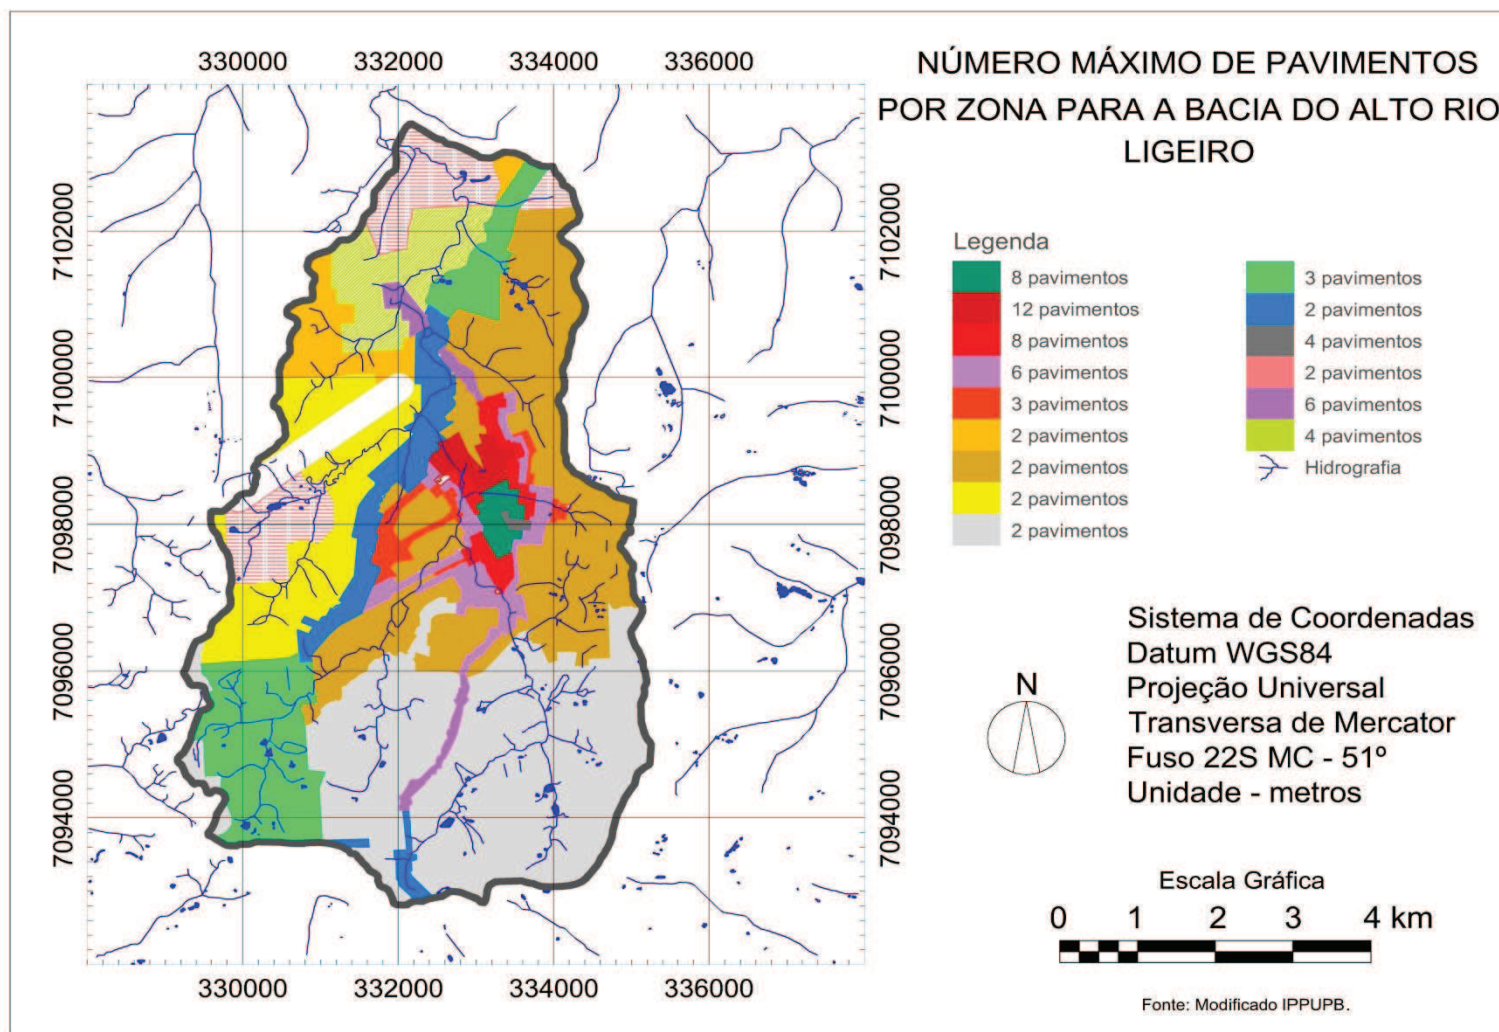 NÚMERO MÁXIMO DE PAVIMENTOS
POR ZONA PARA A BACIA DO ALTO RIO
LIGEIRO
330000 332000 334000 336000
7102000
7100000
7098000
7096000
7094000
7102000
7100000
7098000
7096000
7094000
330000 332000 334000 336000
Legenda
8 pavimentos
12 pavimentos
8 pavimentos
6 pavimentos
3 pavimentos
2 pavimentos
2 pavimentos
2 pavimentos
2 pavimentos
3 pavimentos
2 pavimentos
4 pavimentos
2 pavimentos
6 pavimentos
4 pavimentos
Hidrografia
N
Sistema de Coordenadas
Datum WGS84
Projeção Universal
Transversa de Mercator
Fuso 22S MC - 51º
Unidade - metros
Escala Gráfica
0 1 2 3 4 km
Fonte: Modificado IPPUPB.